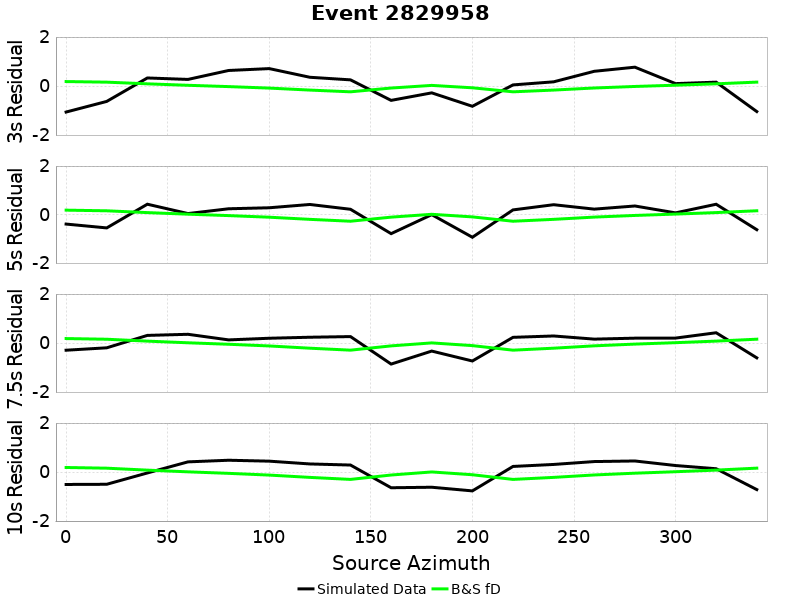 Event 2829958
3s Residual
2
0
-2
5s Residual
2
0
-2
7.5s Residual
2
0
-2
10s Residual
2
0
-2
0 50 100 150 200 250 300
Source Azimuth
Simulated Data B&S fD